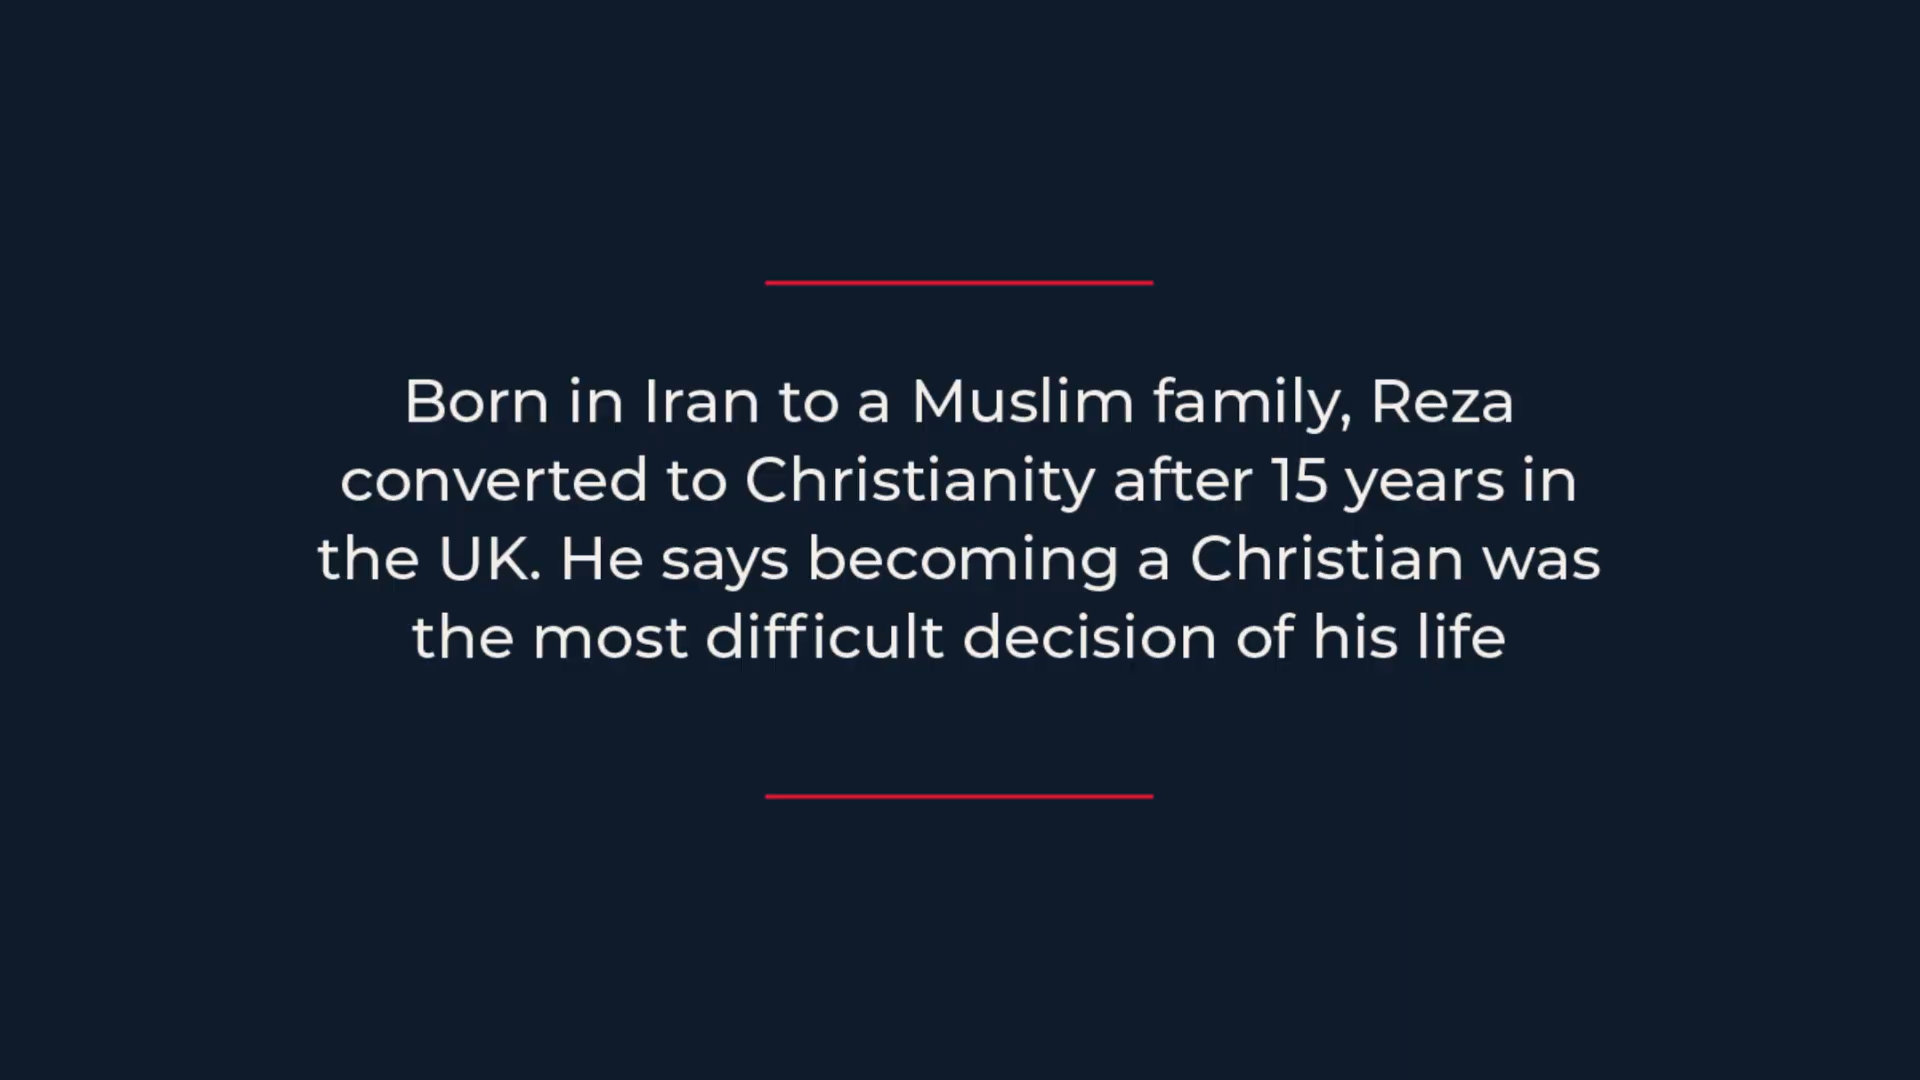 Born in Iran to a Muslim family, Reza
converted to Christianity after 15 years in
the UK. He says becoming a Christian was
the most difficult decision of his life